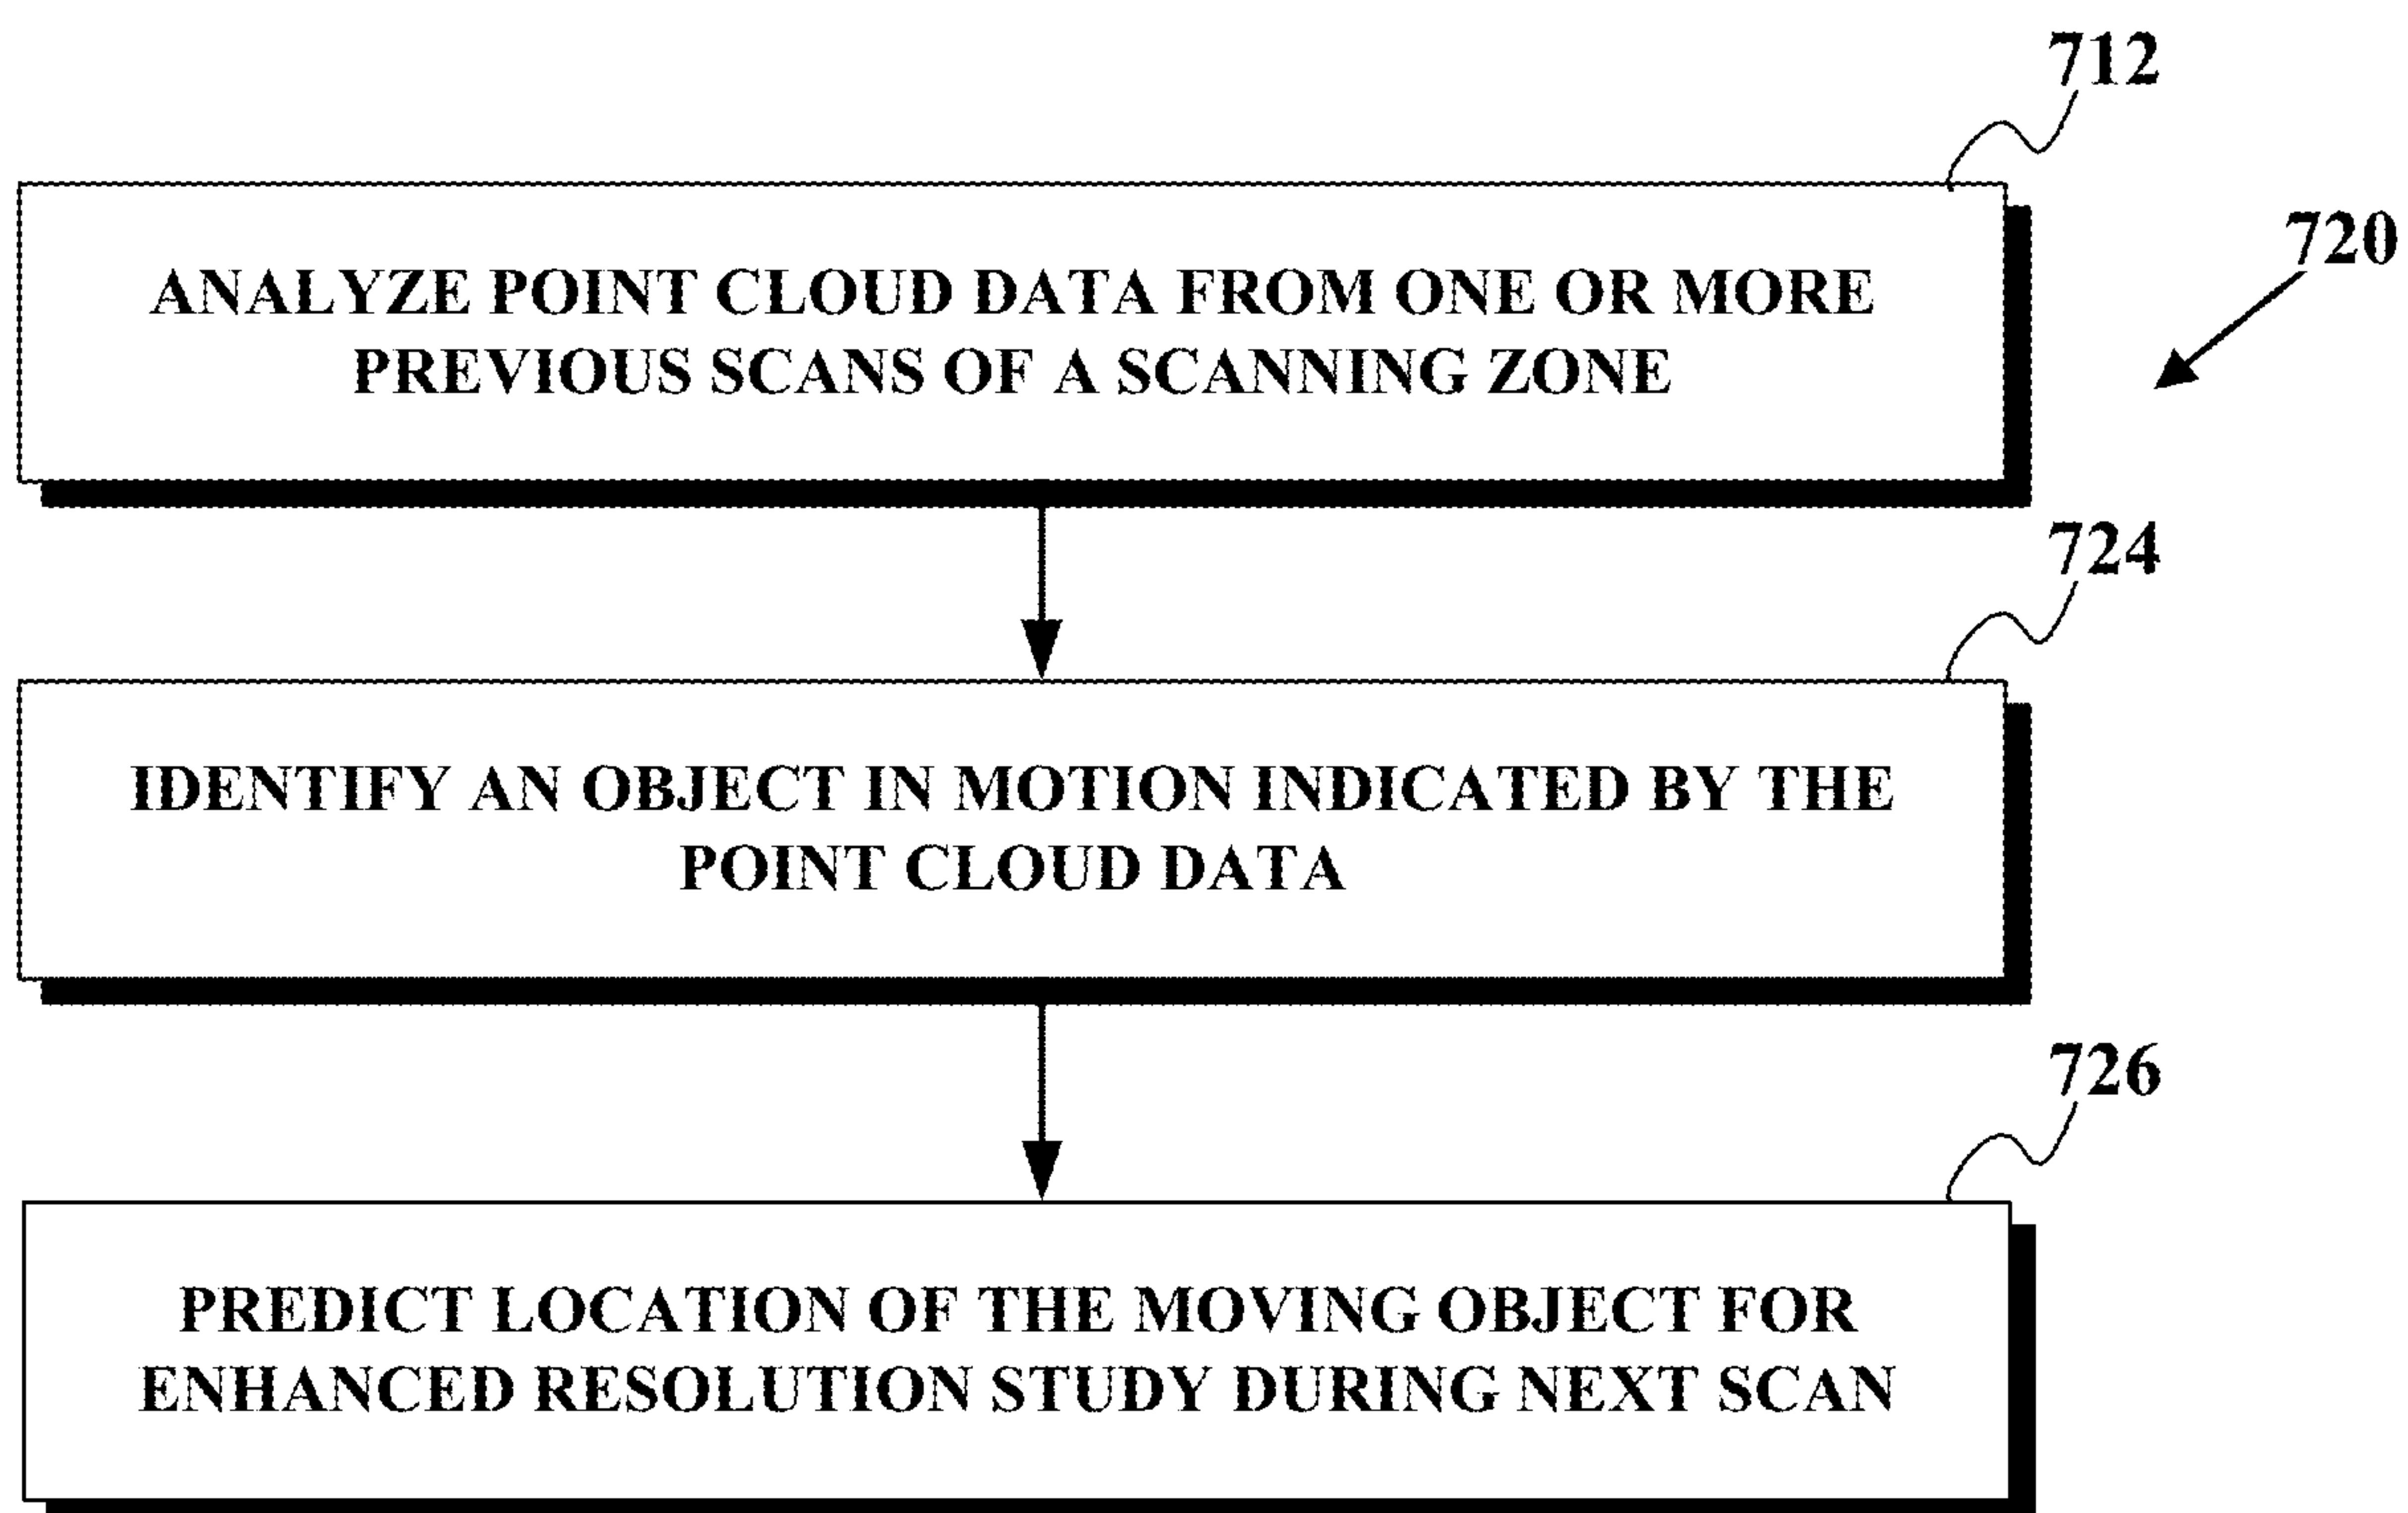 712
720
ANALYZE POINT CLOUD DATA FROM ONE OR MORE
PREVIOUS SCANS OF A SCANNING ZONE
724
IDENTIFY AN OBJECT IN MOTION INDICATED BY THE
POINT CLOUD DATA
726
PREDICT LOCATION OF THE MOVING OBJECT FOR
ENHANCED RESOLUTION STUDY DURING NEXT SCAN